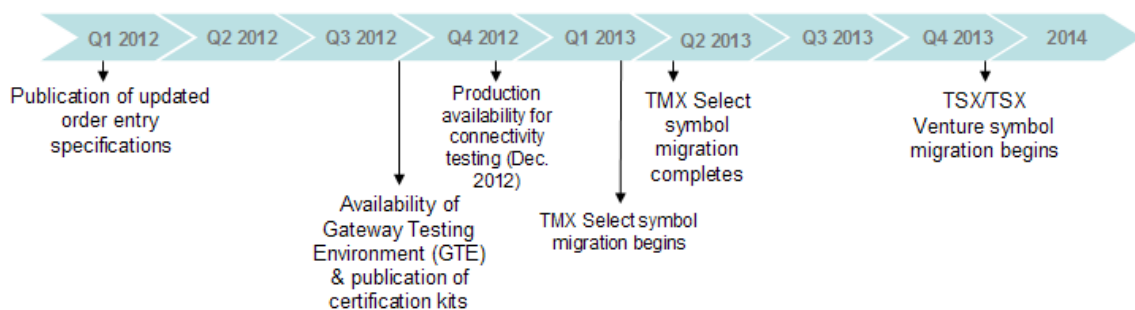 Q1 2012
Q2 2012
Q3 2012
Q4 2012
Q1 2013
Q2 2013
Q3 2013
Q4 2013
2014
Publication of updated
order entry
specifications
Availability of
Gateway Testing
Environment (GTE)
& publication of
certification kits
Production
availability for
connectivity
testing (Dec.
2012)
TMX Select symbol
migration begins
TMX Select
symbol
migration
completes
TSX/TSX
Venture symbol
migration begins